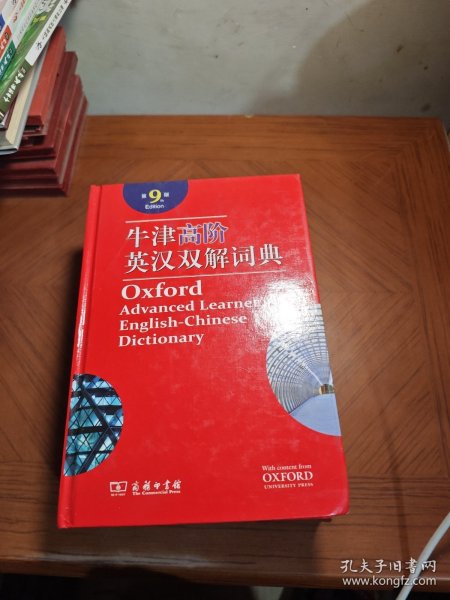 第9版
th
Edition
牛津高阶
英汉双解词典
Oxford
Advanced Learner's
English-Chinese
Dictionary
商务印书馆
The Commercial Press
With content from
OXFORD
UNIVERSITY PRESS
孔夫子旧书网
www.kongfz.com